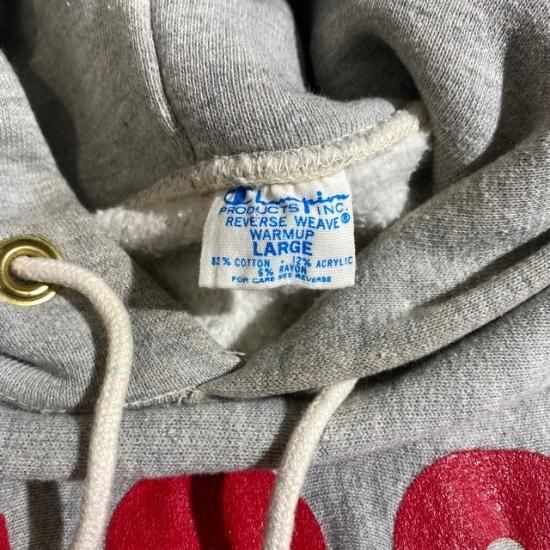 Champion
PRODUCTS INC.
REVERSE WEAVE®
WARMUP
LARGE
82% COTTON · 12% ACRYLIC
6% RAYON
FOR CARE SEE REVERSE